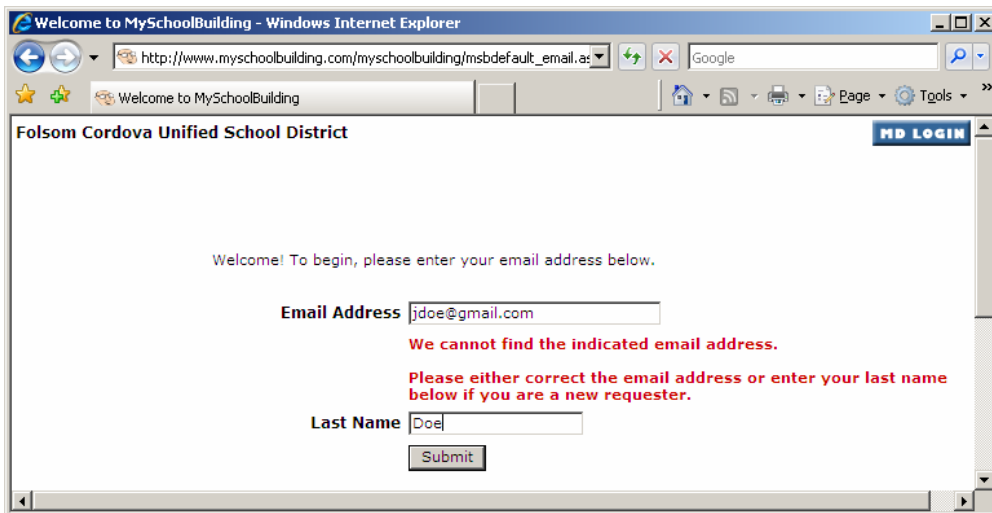 Welcome to MySchoolBuilding - Windows Internet Explorer
http://www.myschoolbuilding.com/myschoolbuilding/msbdefault_email.as
Google
Welcome to MySchoolBuilding
Page
Tools
»
Folsom Cordova Unified School District
MD LOGIN
Welcome! To begin, please enter your email address below.
Email Address jdoe@gmail.com
We cannot find the indicated email address.
Please either correct the email address or enter your last name
below if you are a new requester.
Last Name Doe
Submit